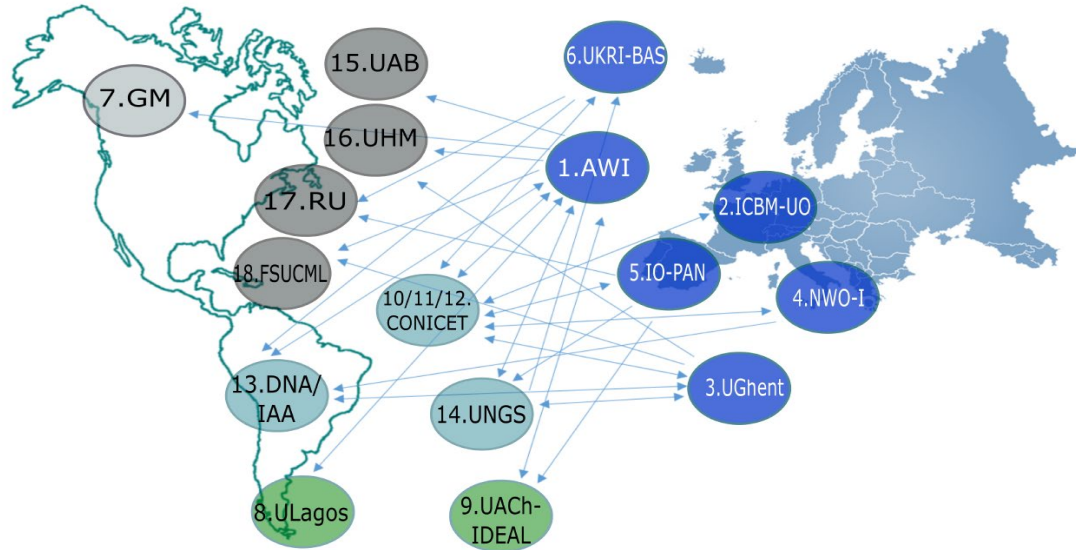 6.UKRI-BAS
15.UAB
7.GM
16.UHM
1.AWI
17.RU
2.ICBM-UO
18.FSUCML
5.IO-PAN
4.NWO-I
10/11/12.
CONICET
13.DNA/
IAA
3.UGhent
14.UNGS
8.ULagos
9.UACh-
IDEAL